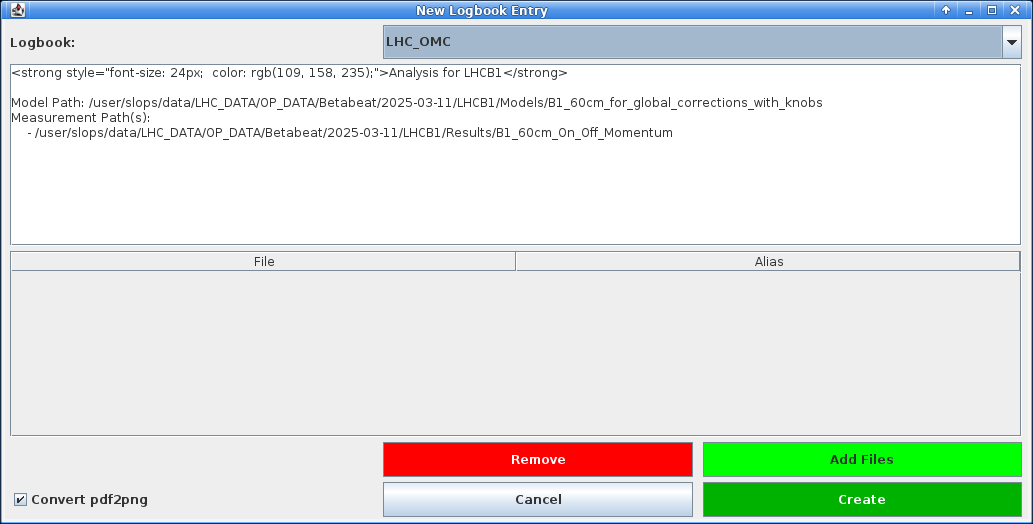 New Logbook Entry
Logbook:
LHC_OMC
<strong style="font-size: 24px;  color: rgb(109, 158, 235);">Analysis for LHCB1</strong>
Model Path: /user/slops/data/LHC_DATA/OP_DATA/Betabeat/2025-03-11/LHCB1/Models/B1_60cm_for_global_corrections_with_knobs
Measurement Path(s):
- /user/slops/data/LHC_DATA/OP_DATA/Betabeat/2025-03-11/LHCB1/Results/B1_60cm_On_Off_Momentum
File Alias
Remove Add Files
Convert pdf2png Cancel Create